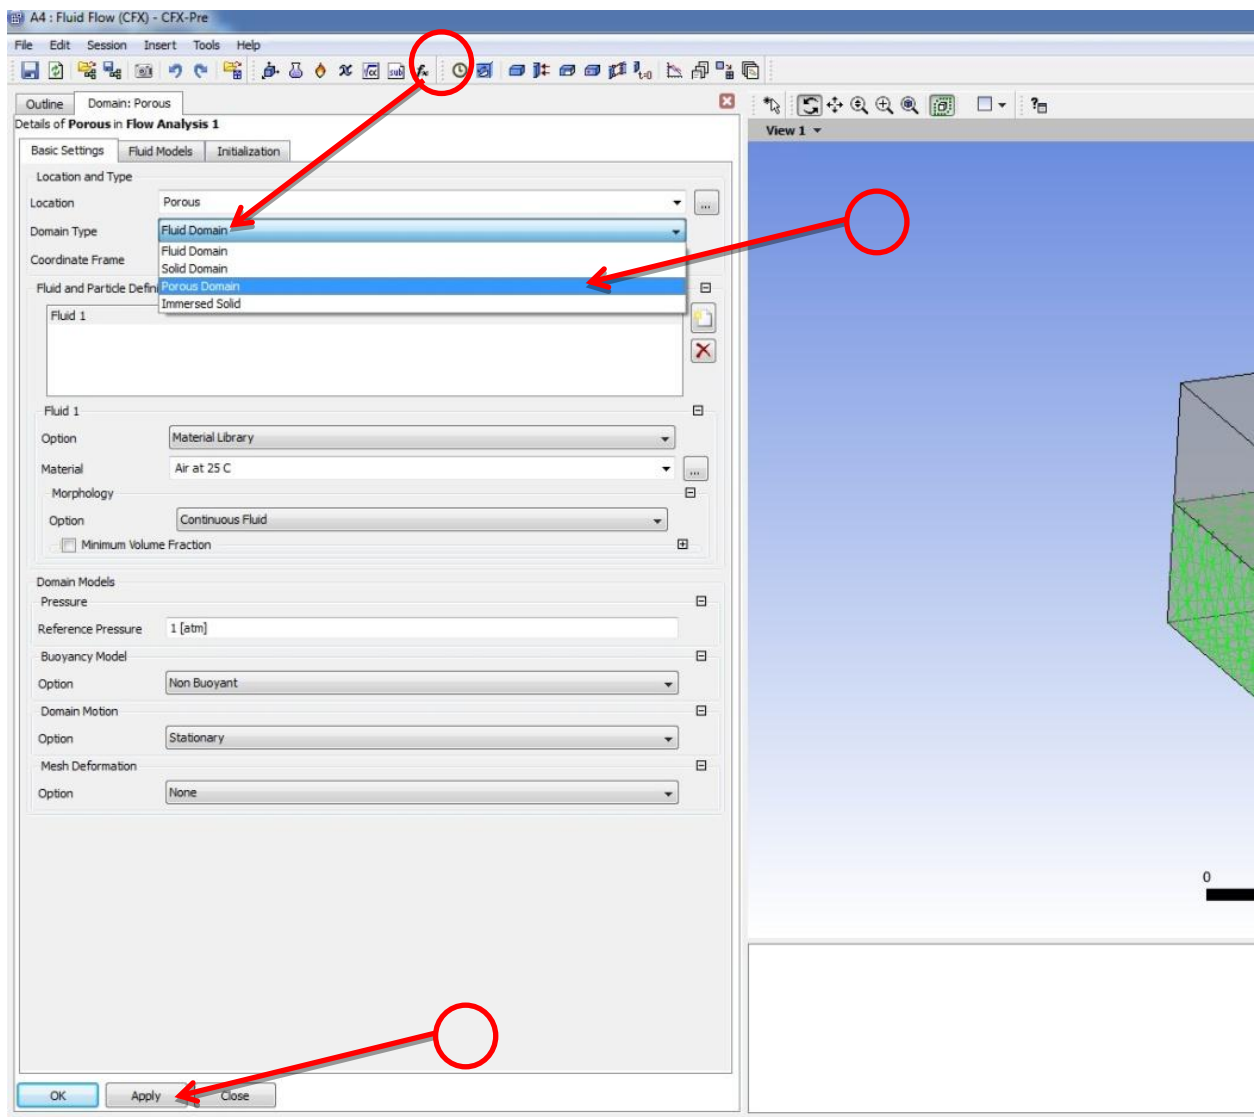 A4 : Fluid Flow (CFX) - CFX-Pre
File Edit Session Insert Tools Help
Outline Domain: Porous
Details of Porous in Flow Analysis 1
View 1
Basic Settings Fluid Models Initialization
Location and Type
Location Porous ...
Domain Type Fluid Domain
Fluid Domain
Coordinate Frame
Solid Domain
Fluid and Particle Defin Porous Domain
Immersed Solid
Fluid 1
Fluid 1
Option Material Library
Material Air at 25 C ...
Morphology
Option Continuous Fluid
Minimum Volume Fraction
Domain Models
Pressure
Reference Pressure 1 [atm]
Buoyancy Model
Option Non Buoyant
Domain Motion
Option Stationary
Mesh Deformation
Option None
0
OK Apply Close